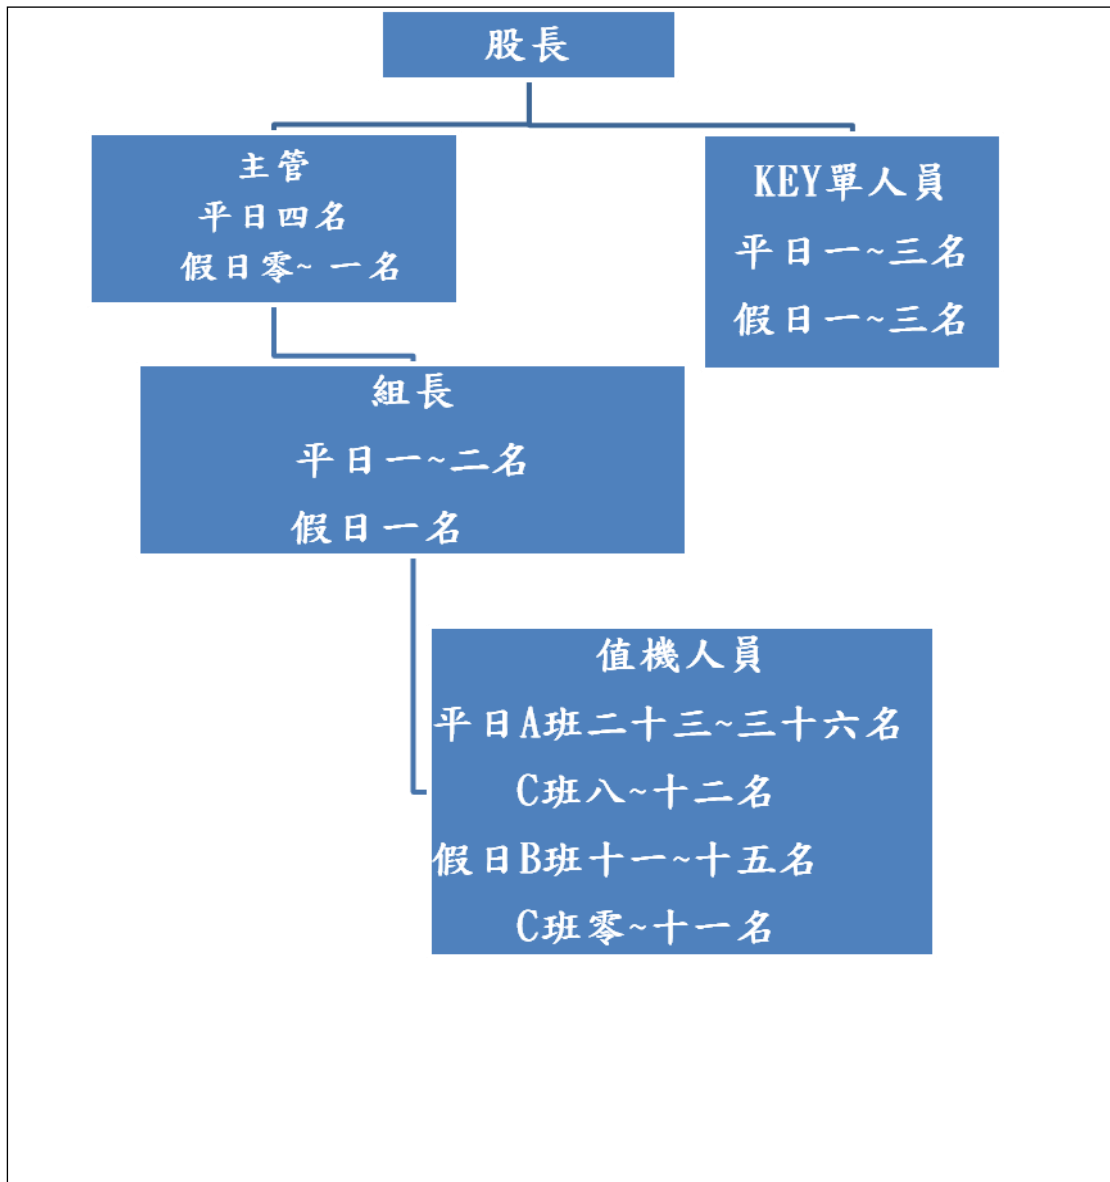 股長
主管
平日四名
假日零~一名
KEY單人員
平日一~三名
假日一~三名
組長
平日一~二名
假日一名
值機人員
平日A班二十三~三十六名
C班八~十二名
假日B班十一~十五名
C班零~十一名